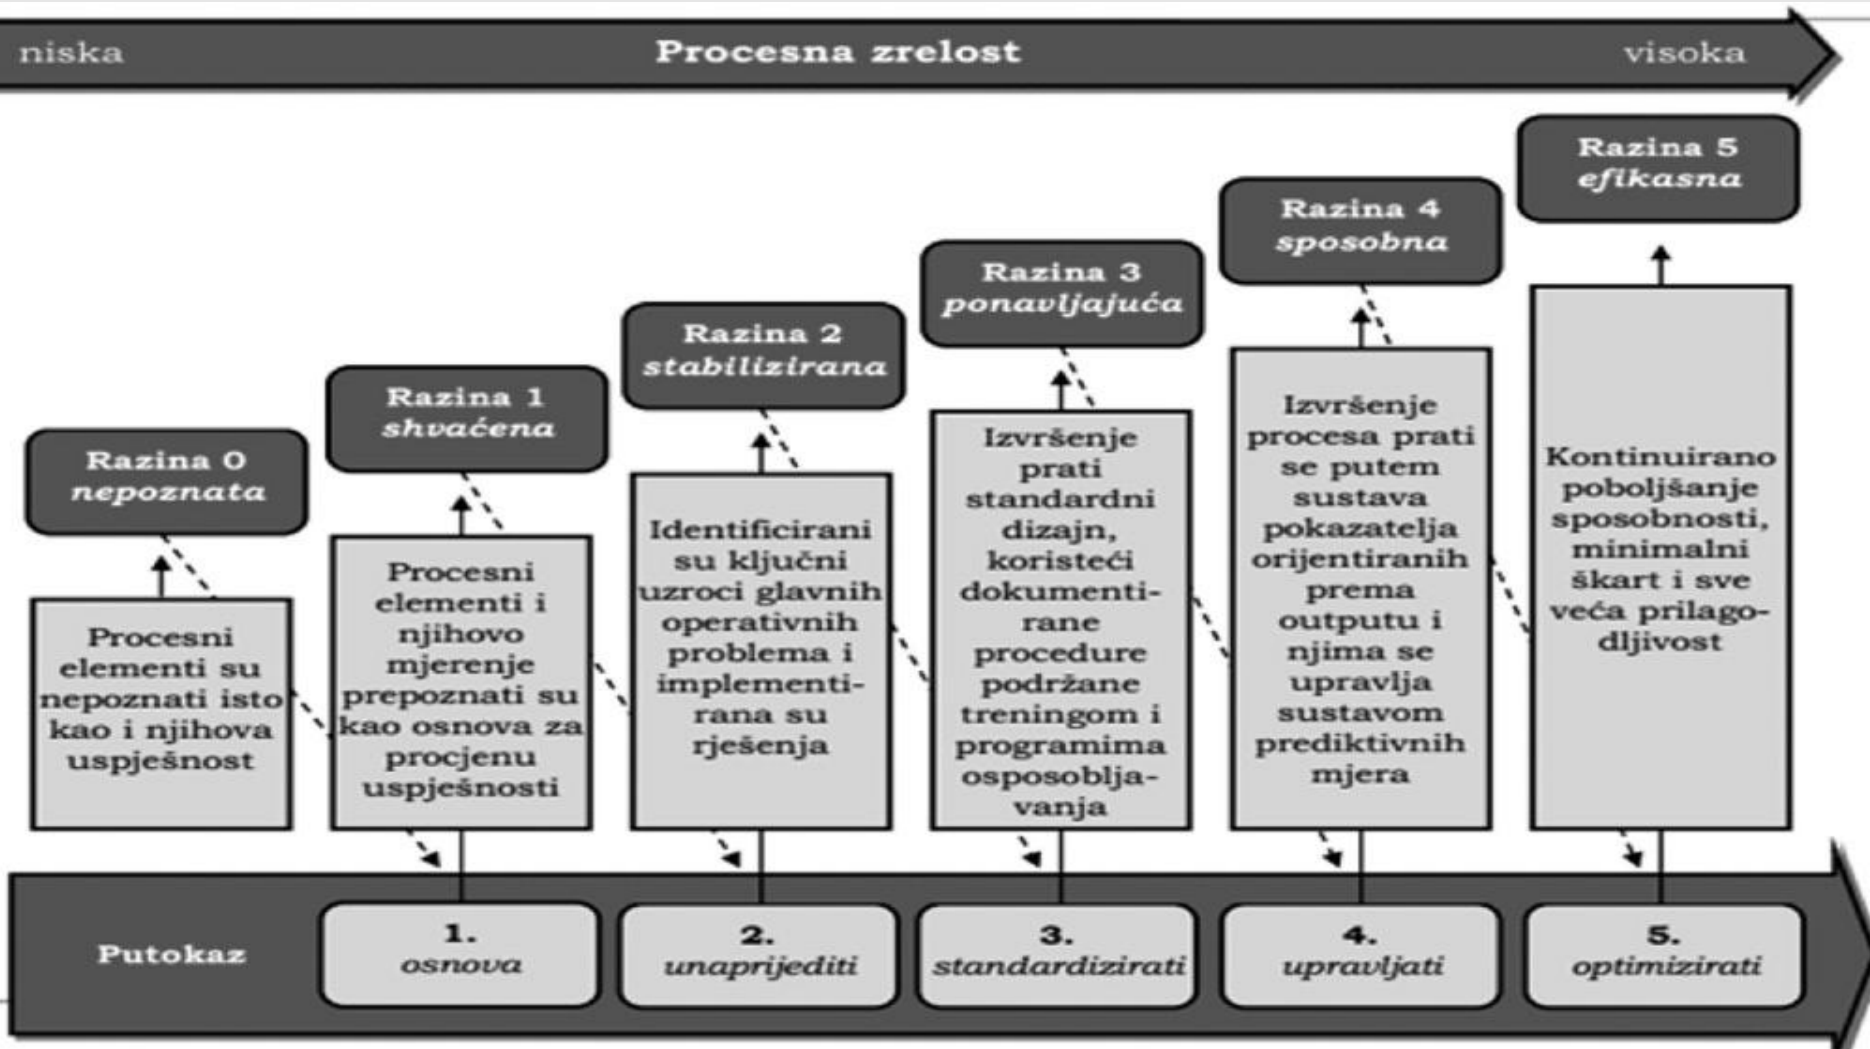 niska
Procesna zrelost
visoka
Razina 0
nepoznata
Procesni
elementi su
nepoznati isto
kao i njihova
uspješnost
Razina 1
shvaćena
Procesni
elementi i
njihovo
mjerenje
prepoznati su
kao osnova za
procjenu
uspješnosti
Razina 2
stabilizirana
Identificirani
su ključni
uzroci glavnih
operativnih
problema i
implementi-
rana su
rješenja
Razina 3
ponavljajuća
Izvršenje
prati
standardni
dizajn,
koristeći
dokumenti-
rane
procedure
podržane
treningom i
programima
osposoblja-
vanja
Razina 4
sposobna
Izvršenje
procesa prati
se putem
sustava
pokazatelja
orijentiranih
prema
outputu i
njima se
upravlja
sustavom
prediktivnih
mjera
Razina 5
efikasna
Kontinuirano
poboljšanje
sposobnosti,
minimalni
škart i sve
veća prilago-
dljivost
Putokaz
1.
osnova
2.
unaprijediti
3.
standardizirati
4.
upravljati
5.
optimizirati